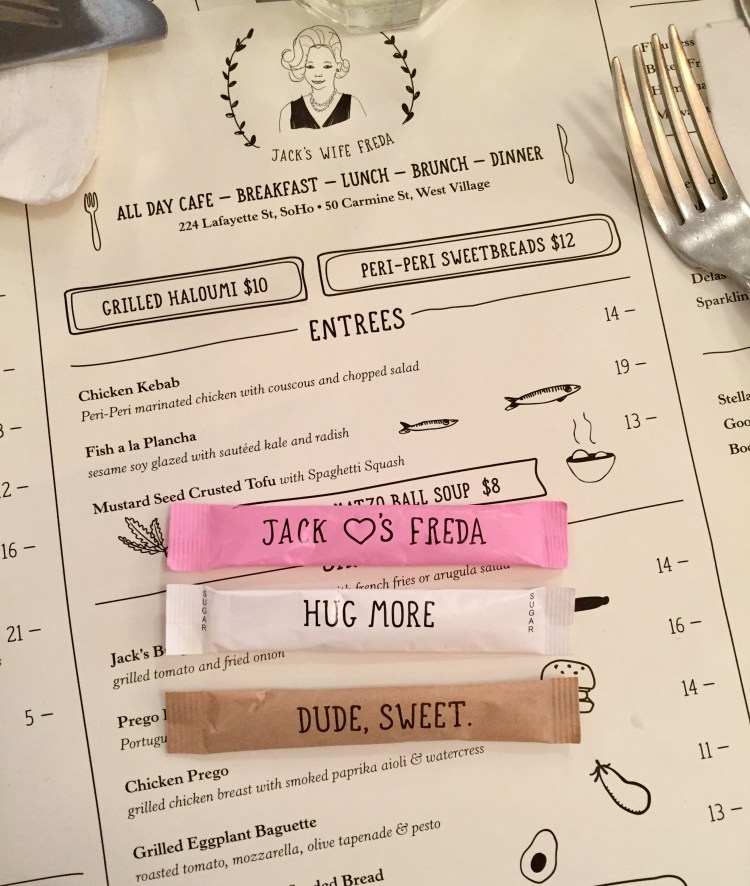 JACK'S WIFE FREDA
ALL DAY CAFE — BREAKFAST — LUNCH — BRUNCH — DINNER
224 Lafayette St, SoHo • 50 Carmine St, West Village
GRILLED HALOUMI $10
PERI-PERI SWEETBREADS $12
ENTREES
Chicken Kebab 14 —
Peri-Peri marinated chicken with couscous and chopped salad
Fish a la Plancha 19 —
sesame soy glazed with sautéed kale and radish
Mustard Seed Crusted Tofu with Spaghetti Squash 13 —
BALL SOUP $8
JACK ♡'S FREDA
french fries or arugula salad
SUGAR
HUG MORE
SUGAR
Jack's 14 —
grilled tomato and fried onion
Prego 16 —
DUDE, SWEET.
Chicken Prego 14 —
grilled chicken breast with smoked paprika aioli & watercress
Grilled Eggplant Baguette 11 —
roasted tomato, mozzarella, olive tapenade & pesto
Bread 13 —
16 —
21 —
5 —
Sparklin
Stella